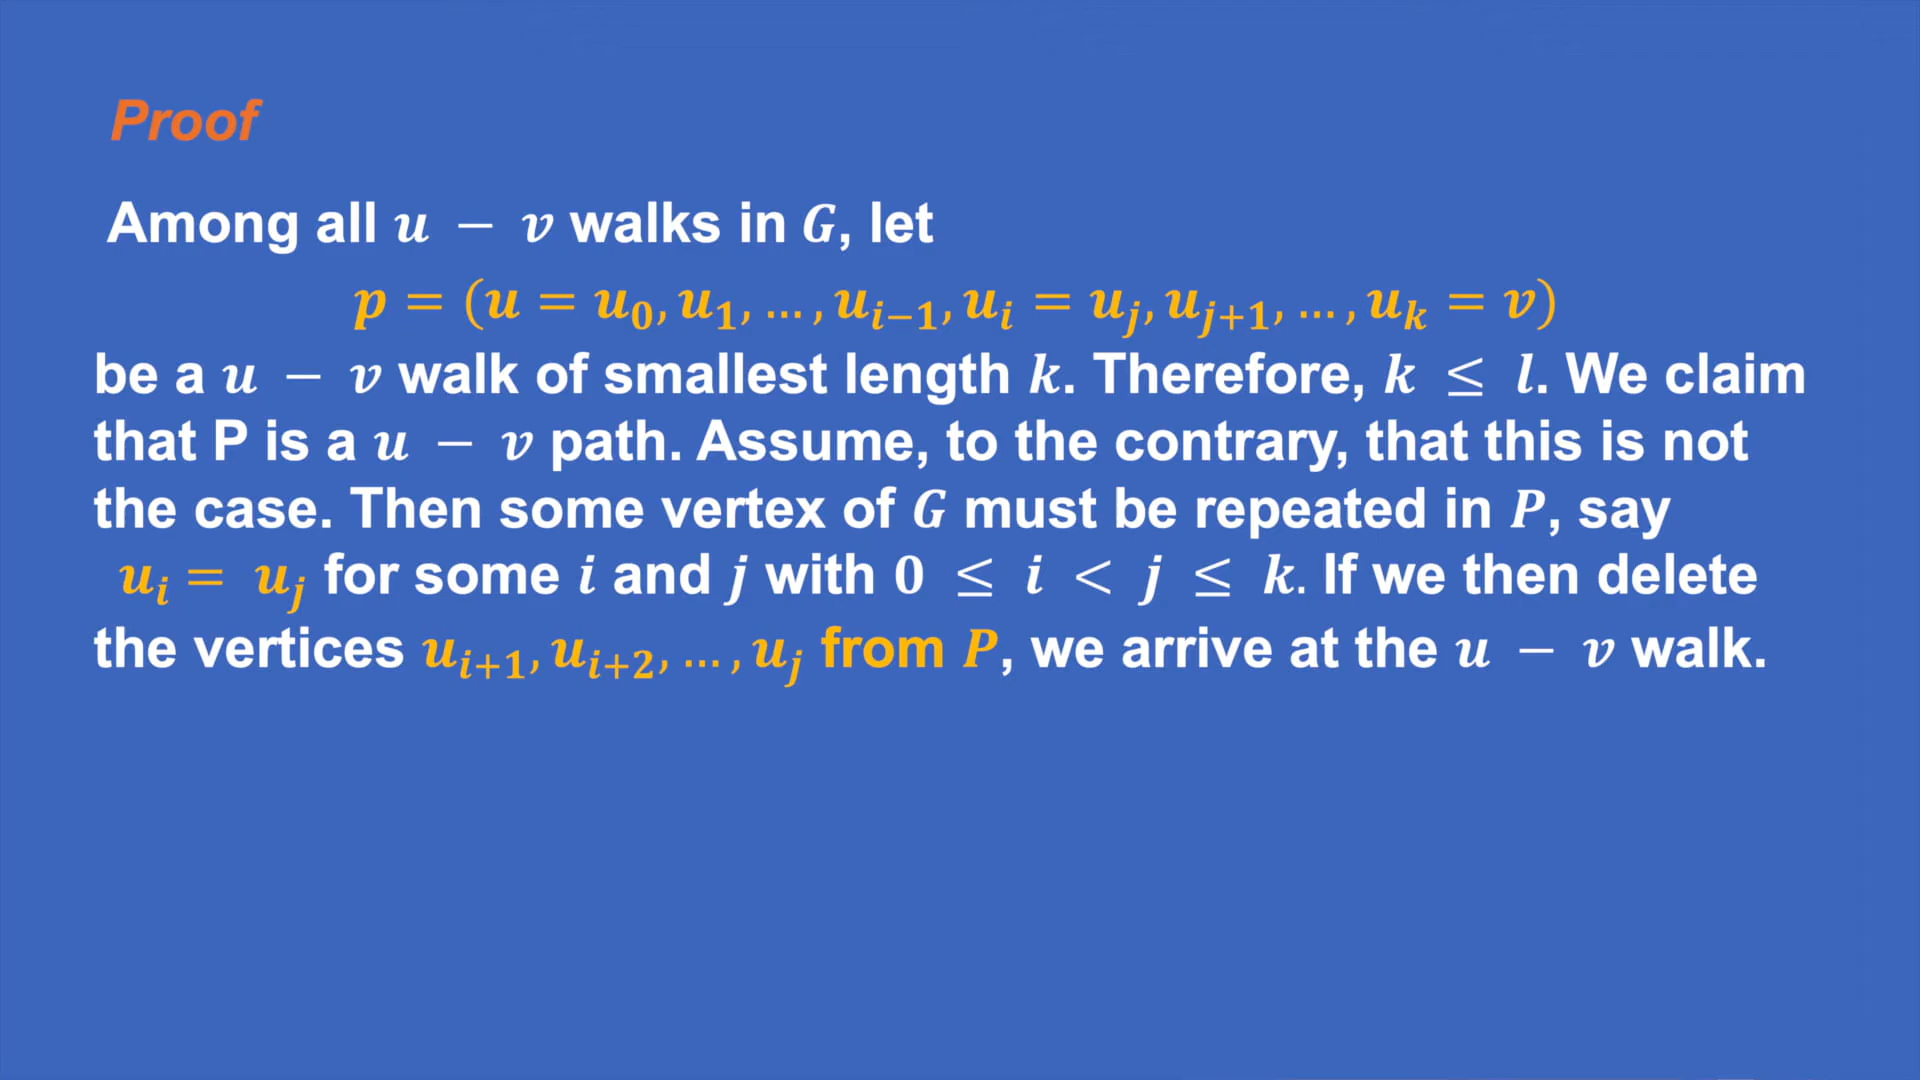 Proof
Among all u − v walks in G, let
p = (u = u₀, u₁, … , uᵢ₋₁, uᵢ = uⱼ, uⱼ₊₁, … , uₖ = v)
be a u − v walk of smallest length k. Therefore, k ≤ l. We claim
that P is a u − v path. Assume, to the contrary, that this is not
the case. Then some vertex of G must be repeated in P, say
uᵢ = uⱼ for some i and j with 0 ≤ i < j ≤ k. If we then delete
the vertices uᵢ₊₁, uᵢ₊₂, … , uⱼ from P, we arrive at the u − v walk.